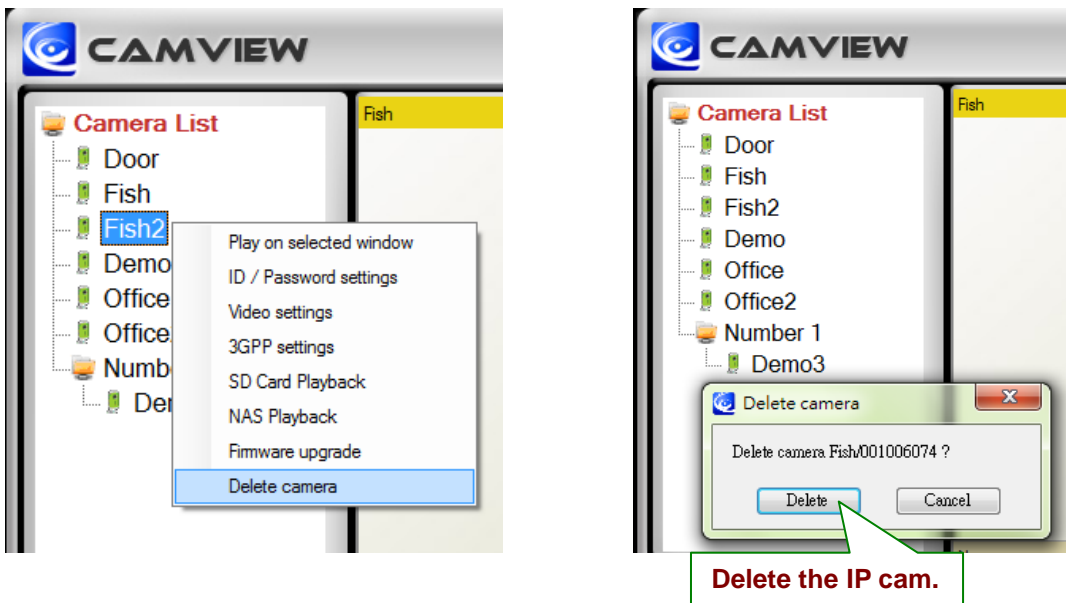 CAMVIEW
Camera List
Fish
Door
Fish
Fish2
Demo
Office
Office
Numb
Play on selected window
ID / Password settings
Video settings
3GPP settings
SD Card Playback
NAS Playback
Firmware upgrade
Delete camera
CAMVIEW
Camera List
Fish
Door
Fish
Fish2
Demo
Office
Office2
Number 1
Demo3
Delete camera
Delete camera Fish/001006074 ?
Delete
Cancel
Delete the IP cam.